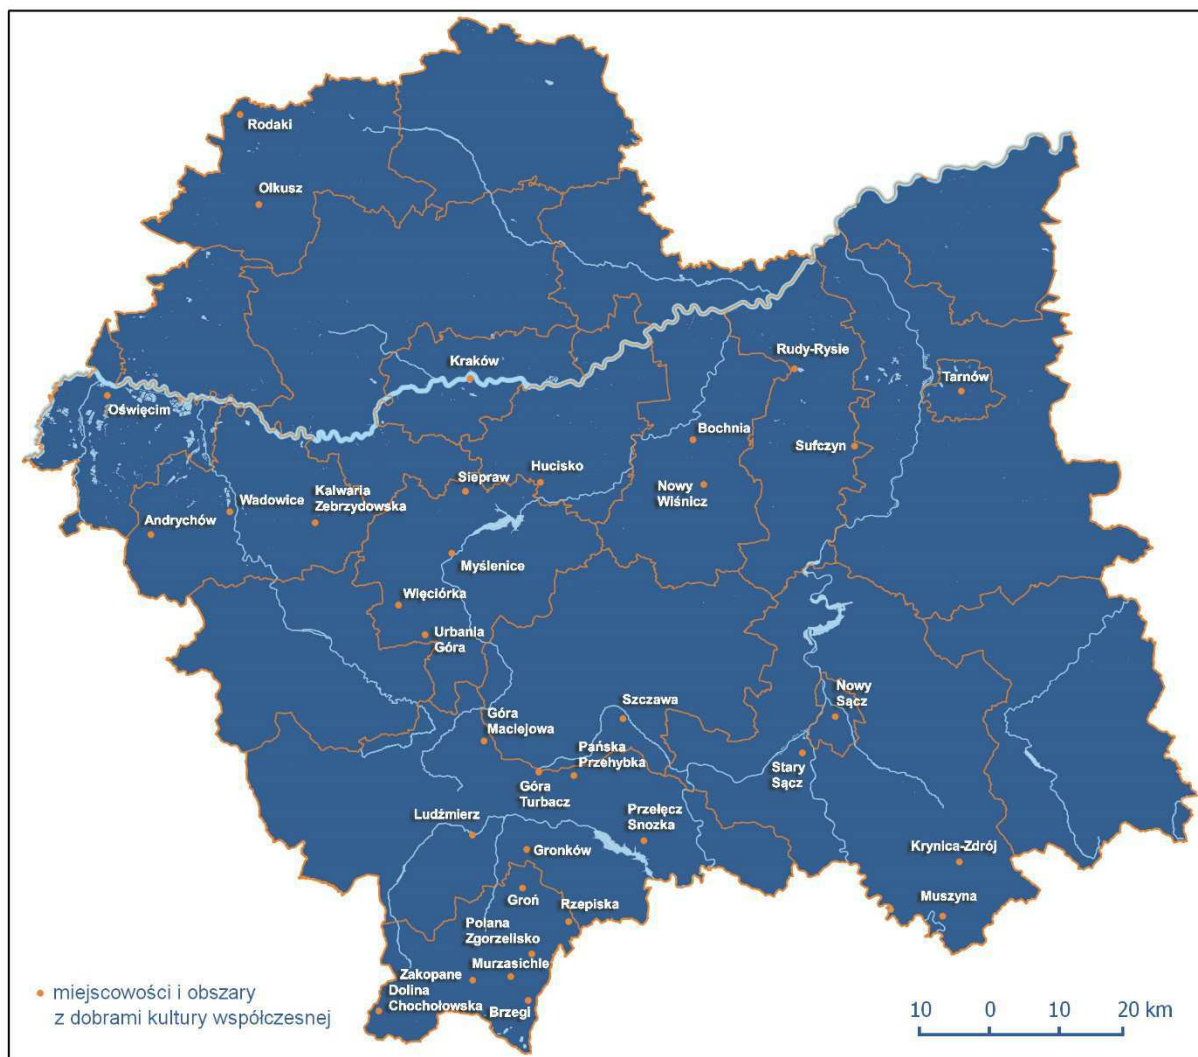 Rodaki
Olkusz
Kraków
Rudy-Rysie
Tarnów
Oświęcim
Bochnia
Sufczyn
Hucisko
Siepraw
Nowy
Wiśnicz
Kalwaria
Zebrzydowska
Wadowice
Andrychów
Myślenice
Więciórka
Urbania
Góra
Nowy
Sącz
Szczawa
Góra
Maciejowa
Pańska
Przehybka
Stary
Sącz
Góra
Turbacz
Ludźmierz
Przełęcz
Snozka
Gronków
Krynica-Zdrój
Muszyna
Groń
Rzepiska
Polana
Zgorzelisko
Murzasichle
Zakopane
Dolina
Chochołowska
Brzegi
miejscowości i obszary
z dobrami kultury współczesnej
10 0 10 20 km